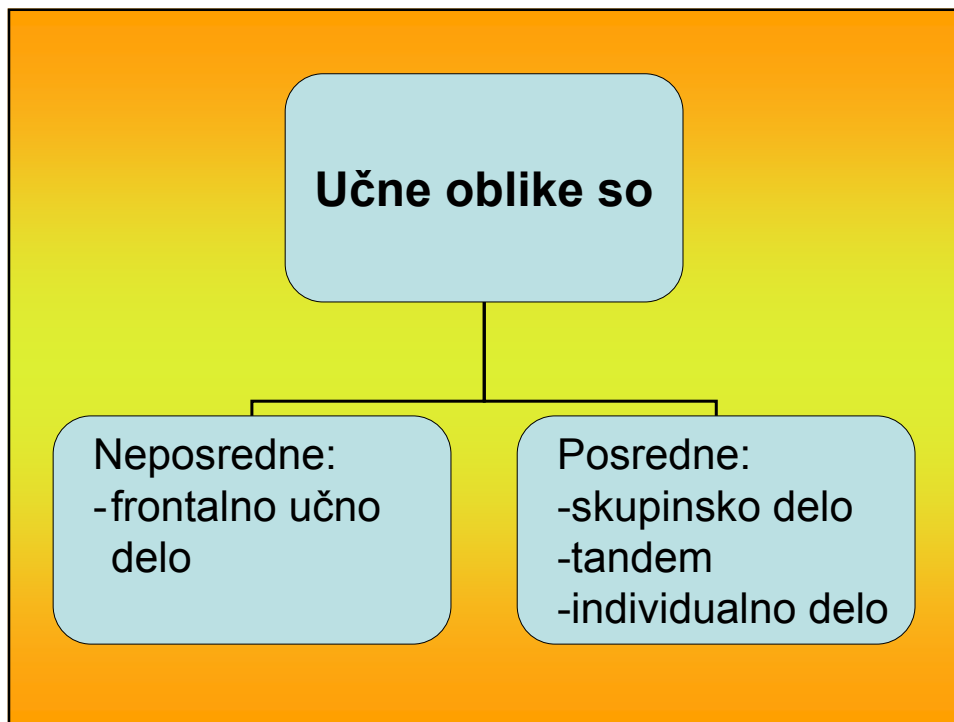 Učne oblike so
Neposredne:
-frontalno učno
delo
Posredne:
-skupinsko delo
-tandem
-individualno delo